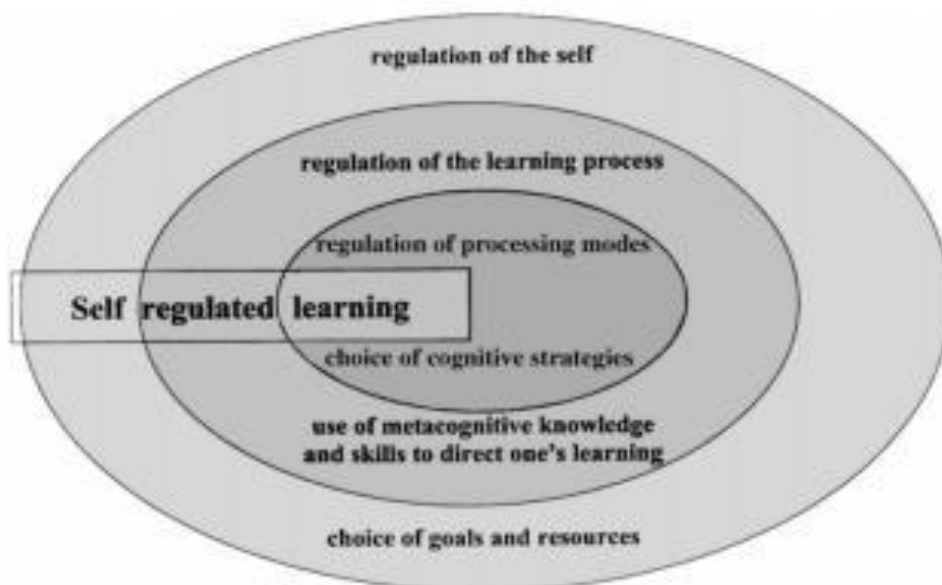 regulation of the self
regulation of the learning process
regulation of processing modes
Self regulated learning
choice of cognitive strategies
use of metacognitive knowledge
and skills to direct one's learning
choice of goals and resources